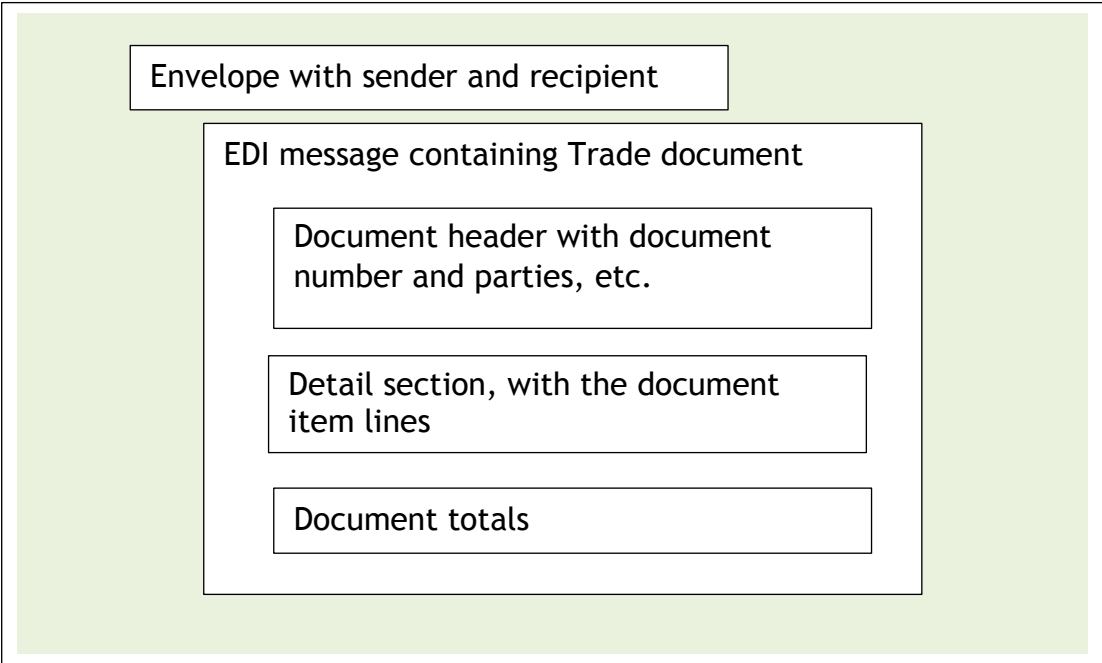 Envelope with sender and recipient
EDI message containing Trade document
Document header with document
number and parties, etc.
Detail section, with the document
item lines
Document totals